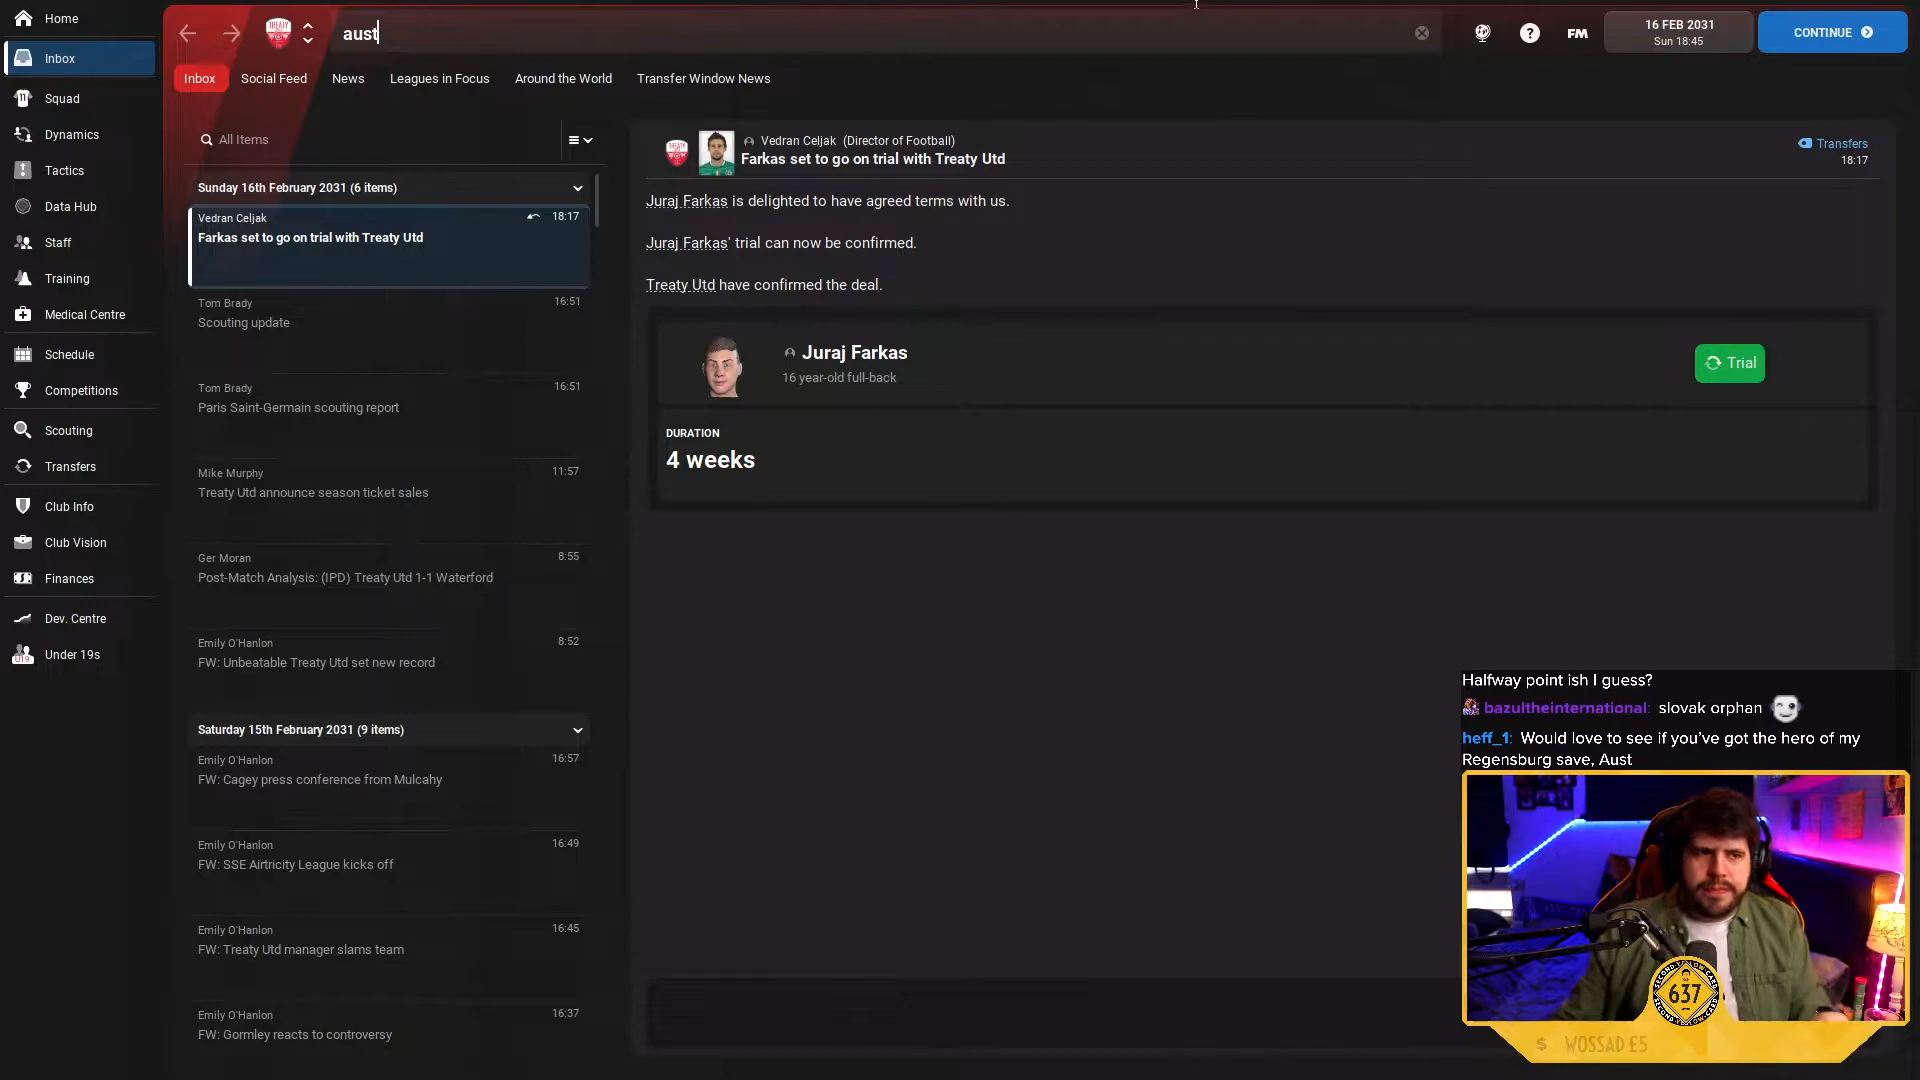 Home
Inbox
Squad
Dynamics
Tactics
Data Hub
Staff
Training
Medical Centre
Schedule
Competitions
Scouting
Transfers
Club Info
Club Vision
Finances
Dev. Centre
U19 Under 19s
TREATY
aust
? FM
16 FEB 2031
Sun 18:45
CONTINUE
Inbox Social Feed News Leagues in Focus Around the World Transfer Window News
All Items
Sunday 16th February 2031 (6 items)
Vedran Celjak 18:17
Farkas set to go on trial with Treaty Utd
Tom Brady 16:51
Scouting update
Tom Brady 16:51
Paris Saint-Germain scouting report
Mike Murphy 11:57
Treaty Utd announce season ticket sales
Ger Moran 8:55
Post-Match Analysis: (IPD) Treaty Utd 1-1 Waterford
Emily O'Hanlon 8:52
FW: Unbeatable Treaty Utd set new record
Saturday 15th February 2031 (9 items)
Emily O'Hanlon 16:57
FW: Cagey press conference from Mulcahy
Emily O'Hanlon 16:49
FW: SSE Airtricity League kicks off
Emily O'Hanlon 16:45
FW: Treaty Utd manager slams team
Emily O'Hanlon 16:37
FW: Gormley reacts to controversy
Vedran Celjak (Director of Football)
Farkas set to go on trial with Treaty Utd
Transfers
18:17
Juraj Farkas is delighted to have agreed terms with us.
Juraj Farkas' trial can now be confirmed.
Treaty Utd have confirmed the deal.
Juraj Farkas
16 year-old full-back
Trial
DURATION
4 weeks
Halfway point ish I guess?
bazultheinternational: slovak orphan
heff_1: Would love to see if you've got the hero of my
Regensburg save, Aust
SECOND YELLOW CARD
637
$ WOSSAD £5